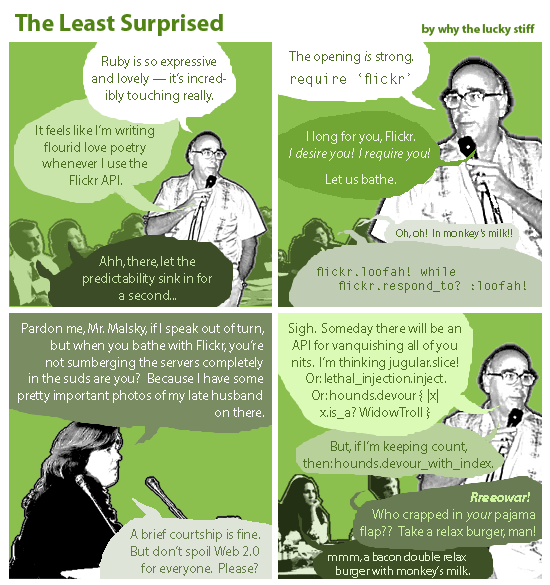 The Least Surprised
by why the lucky stiff
Ruby is so expressive
and lovely — it's incred-
ibly touching really.
It feels like I'm writing
flourid love poetry
whenever I use the
Flickr API.
Ahh, there, let the
predictability sink in for
a second...
The opening is strong.
require 'flickr'
I long for you, Flickr.
I desire you! I require you!
Let us bathe.
Oh, oh! In monkey's milk!!
flickr.loofah! while
flickr.respond_to? :loofah!
Pardon me, Mr. Malsky, if I speak out of turn,
but when you bathe with Flickr, you're
not sumberging the servers completely
in the suds are you? Because I have some
pretty important photos of my late husband
on there.
A brief courtship is fine.
But don't spoil Web 2.0
for everyone. Please?
Sigh. Someday there will be an
API for vanquishing all of you
nits. I'm thinking jugular.slice!
Or: lethal_injection.inject.
Or: hounds.devour { |x|
x.is_a? WidowTroll }
But, if I'm keeping count,
then: hounds.devour_with_index.
Rreeowar!
Who crapped in your pajama
flap?? Take a relax burger, man!
mmm, a bacon double relax
burger with monkey's milk.